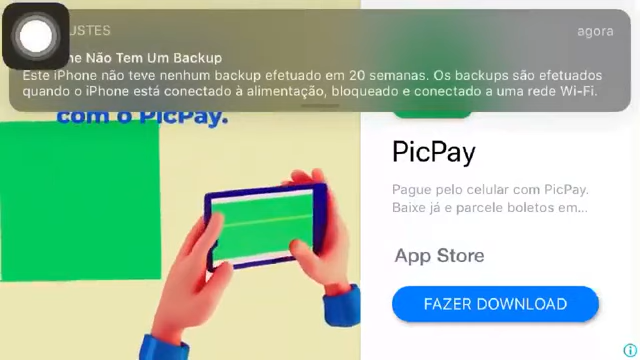 USTES
agora
ne Não Tem Um Backup
Este iPhone não teve nenhum backup efetuado em 20 semanas. Os backups são efetuados
quando o iPhone está conectado à alimentação, bloqueado e conectado a uma rede Wi-Fi.
com o PicPay.
PicPay
Pague pelo celular com PicPay.
Baixe já e parcele boletos em...
App Store
FAZER DOWNLOAD